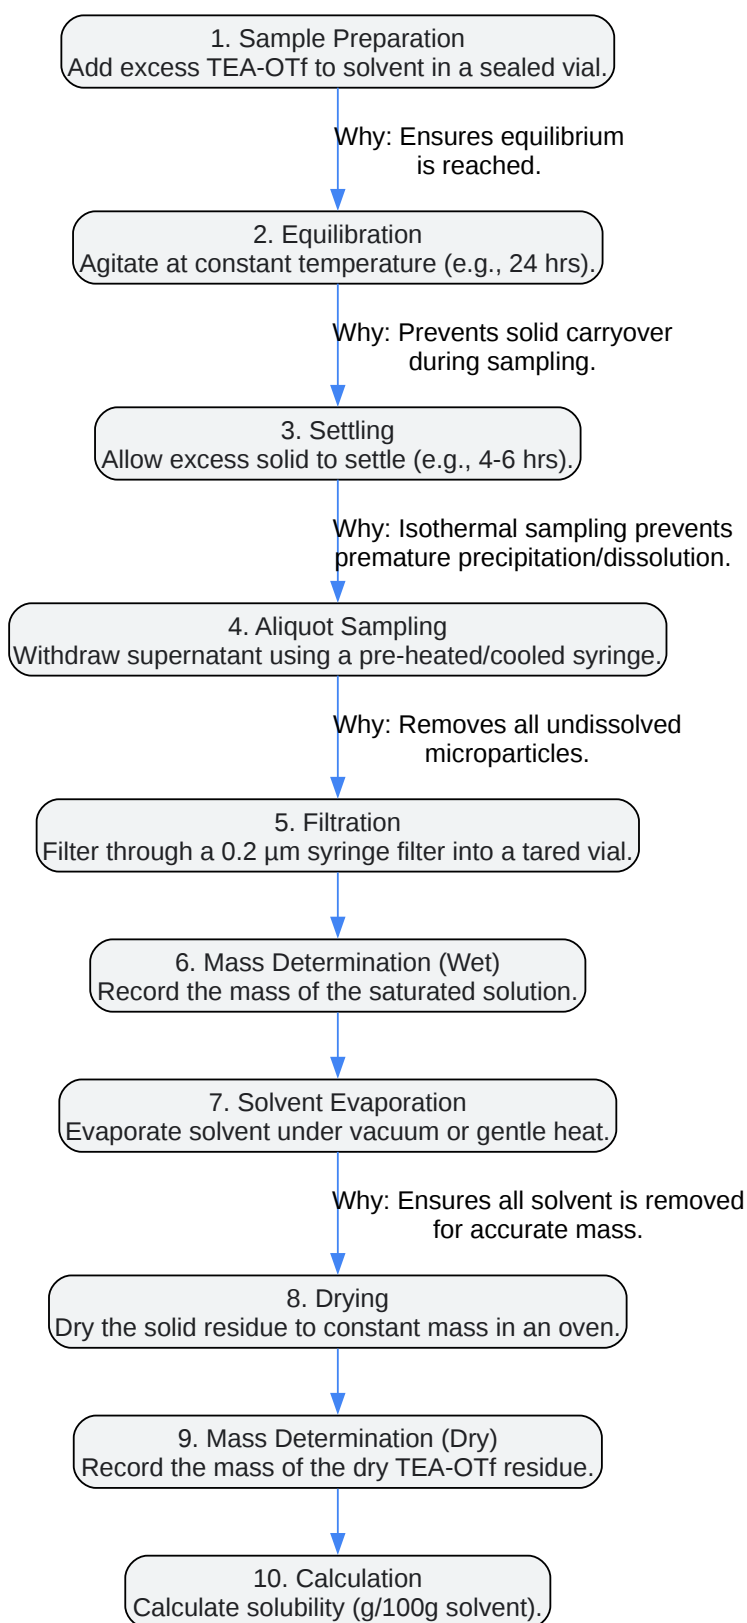 1. Sample Preparation
Add excess TEA-OTf to solvent in a sealed vial.
Why: Ensures equilibrium
is reached.
2. Equilibration
Agitate at constant temperature (e.g., 24 hrs).
Why: Prevents solid carryover
during sampling.
3. Settling
Allow excess solid to settle (e.g., 4-6 hrs).
Why: Isothermal sampling prevents
premature precipitation/dissolution.
4. Aliquot Sampling
Withdraw supernatant using a pre-heated/cooled syringe.
Why: Removes all undissolved
microparticles.
5. Filtration
Filter through a 0.2 µm syringe filter into a tared vial.
6. Mass Determination (Wet)
Record the mass of the saturated solution.
7. Solvent Evaporation
Evaporate solvent under vacuum or gentle heat.
Why: Ensures all solvent is removed
for accurate mass.
8. Drying
Dry the solid residue to constant mass in an oven.
9. Mass Determination (Dry)
Record the mass of the dry TEA-OTf residue.
10. Calculation
Calculate solubility (g/100g solvent).